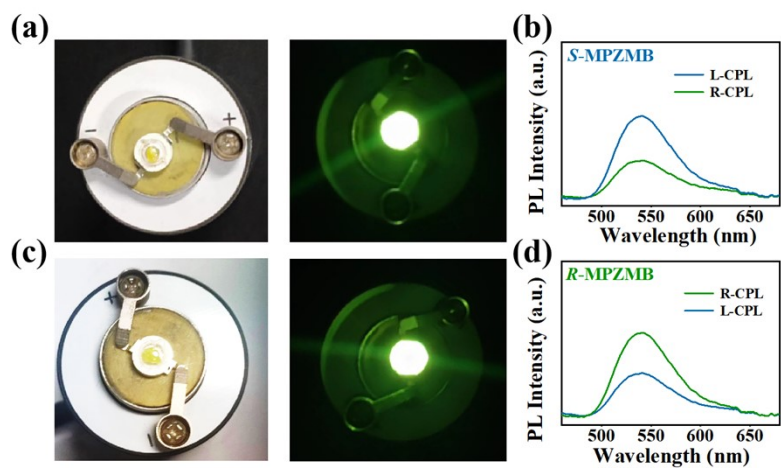 (a)
-
+
(b)
S-MPZMB
L-CPL
R-CPL
PL Intensity (a.u.)
500 550 600 650
Wavelength (nm)
(c)
+
-
(d)
R-MPZMB
R-CPL
L-CPL
PL Intensity (a.u.)
500 550 600 650
Wavelength (nm)